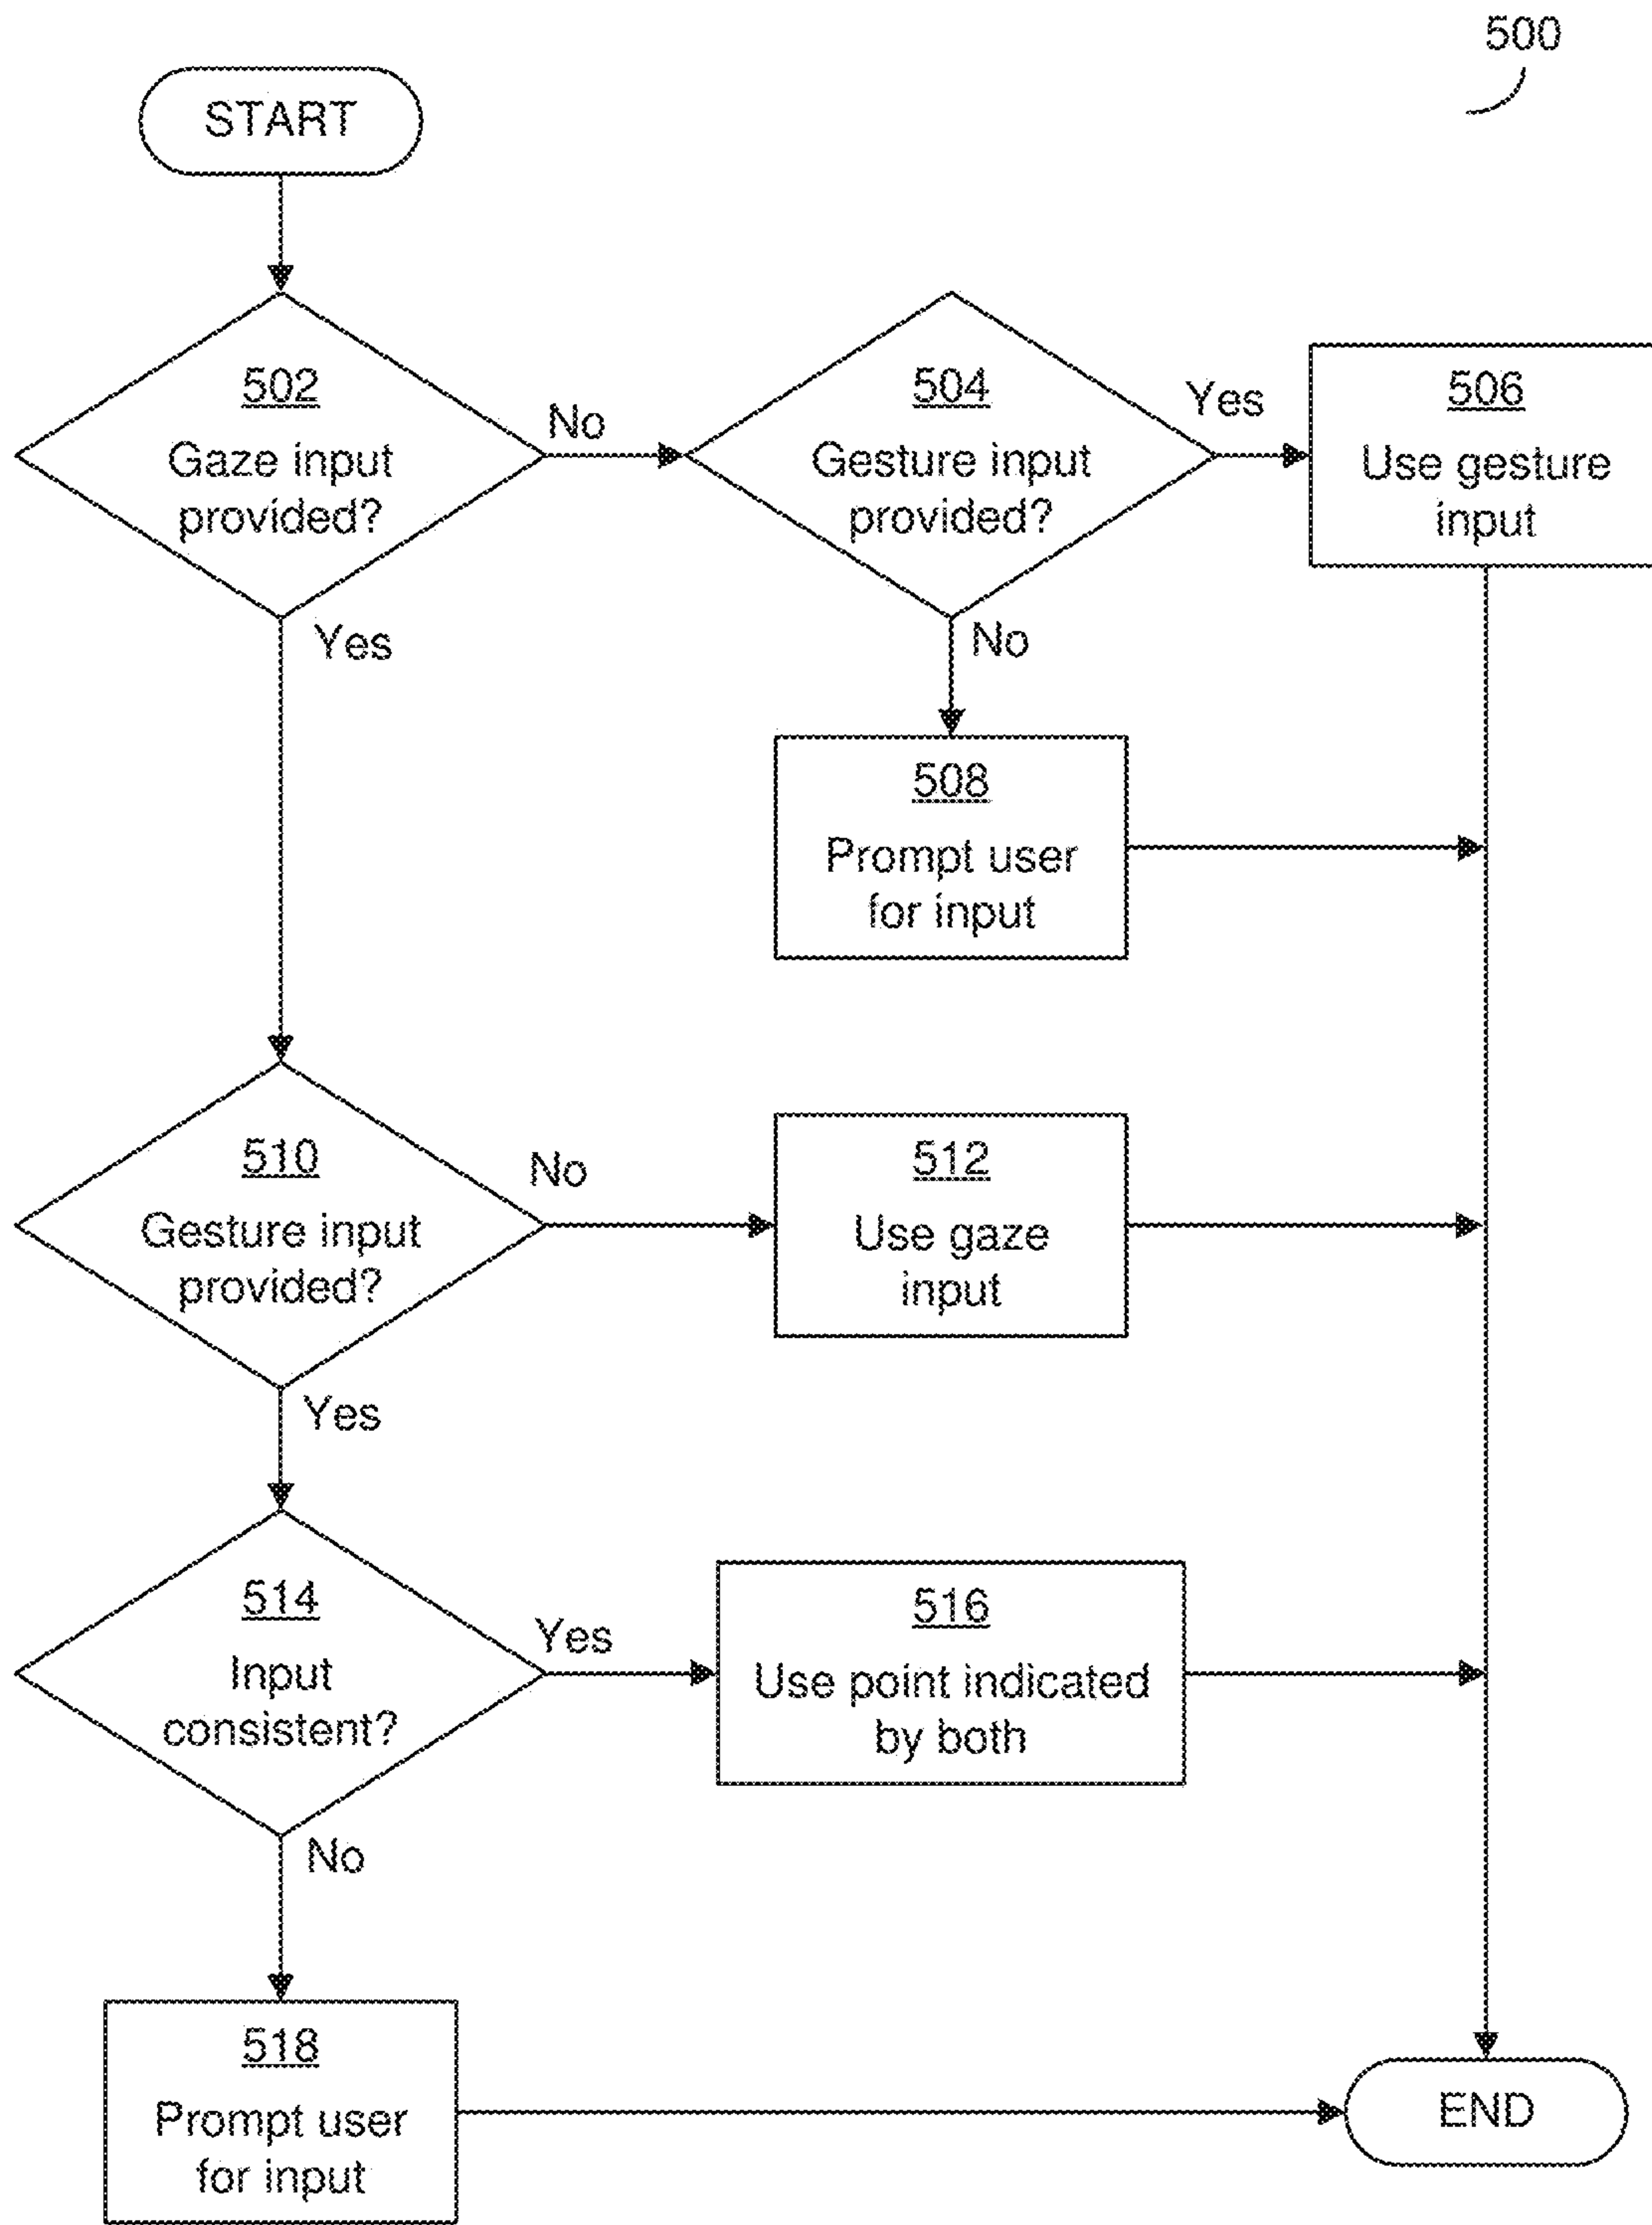 500
START
502
Gaze input
provided?
No
504
Gesture input
provided?
Yes
506
Use gesture
input
Yes
No
508
Prompt user
for input
510
Gesture input
provided?
No
512
Use gaze
input
Yes
514
Input
consistent?
Yes
516
Use point indicated
by both
No
518
Prompt user
for input
END